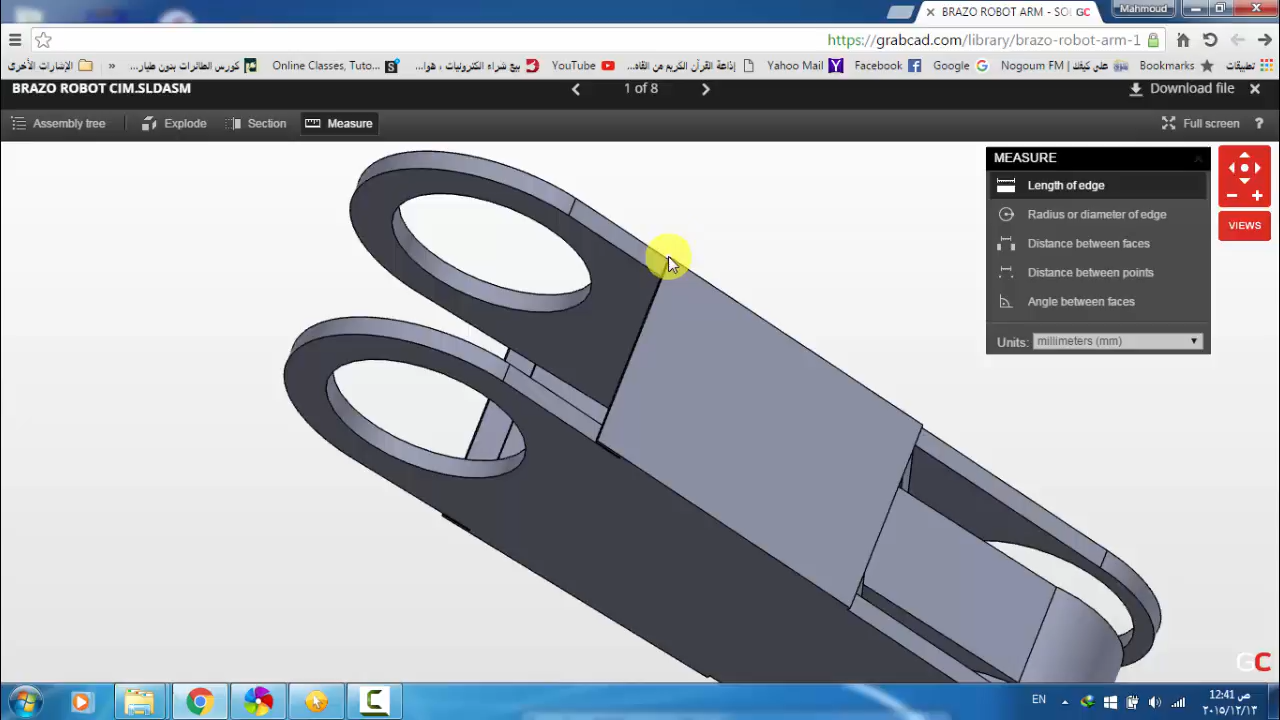 BRAZO ROBOT ARM - SOL
GC
Mahmoud
https://grabcad.com/library/brazo-robot-arm-1
تطبيقات
Bookmarks
Nogoum FM | على كيفك
Google
Facebook
Yahoo Mail
إذاعة القرآن الكريم من القاه...
YouTube
بيع شراء الكترونيات ، هوا...
Online Classes, Tuto...
كورس الطائرات بدون طيار...
»
الإشارات الأخرى
BRAZO ROBOT CIM.SLDASM
1 of 8
Download file
Assembly tree
Explode
Section
Measure
Full screen
?
MEASURE
Length of edge
Radius or diameter of edge
Distance between faces
Distance between points
Angle between faces
Units: millimeters (mm)
VIEWS
GC
EN
12:41 ص
٢٠١٥/١٢/١٣